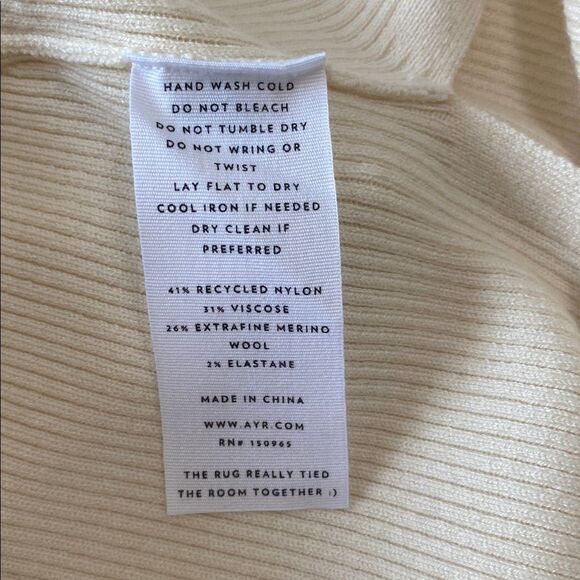 HAND WASH COLD
DO NOT BLEACH
DO NOT TUMBLE DRY
DO NOT WRING OR
TWIST
LAY FLAT TO DRY
COOL IRON IF NEEDED
DRY CLEAN IF
PREFERRED
41% RECYCLED NYLON
31% VISCOSE
26% EXTRAFINE MERINO
WOOL
2% ELASTANE
MADE IN CHINA
WWW.AYR.COM
RN# 150965
THE RUG REALLY TIED
THE ROOM TOGETHER :)